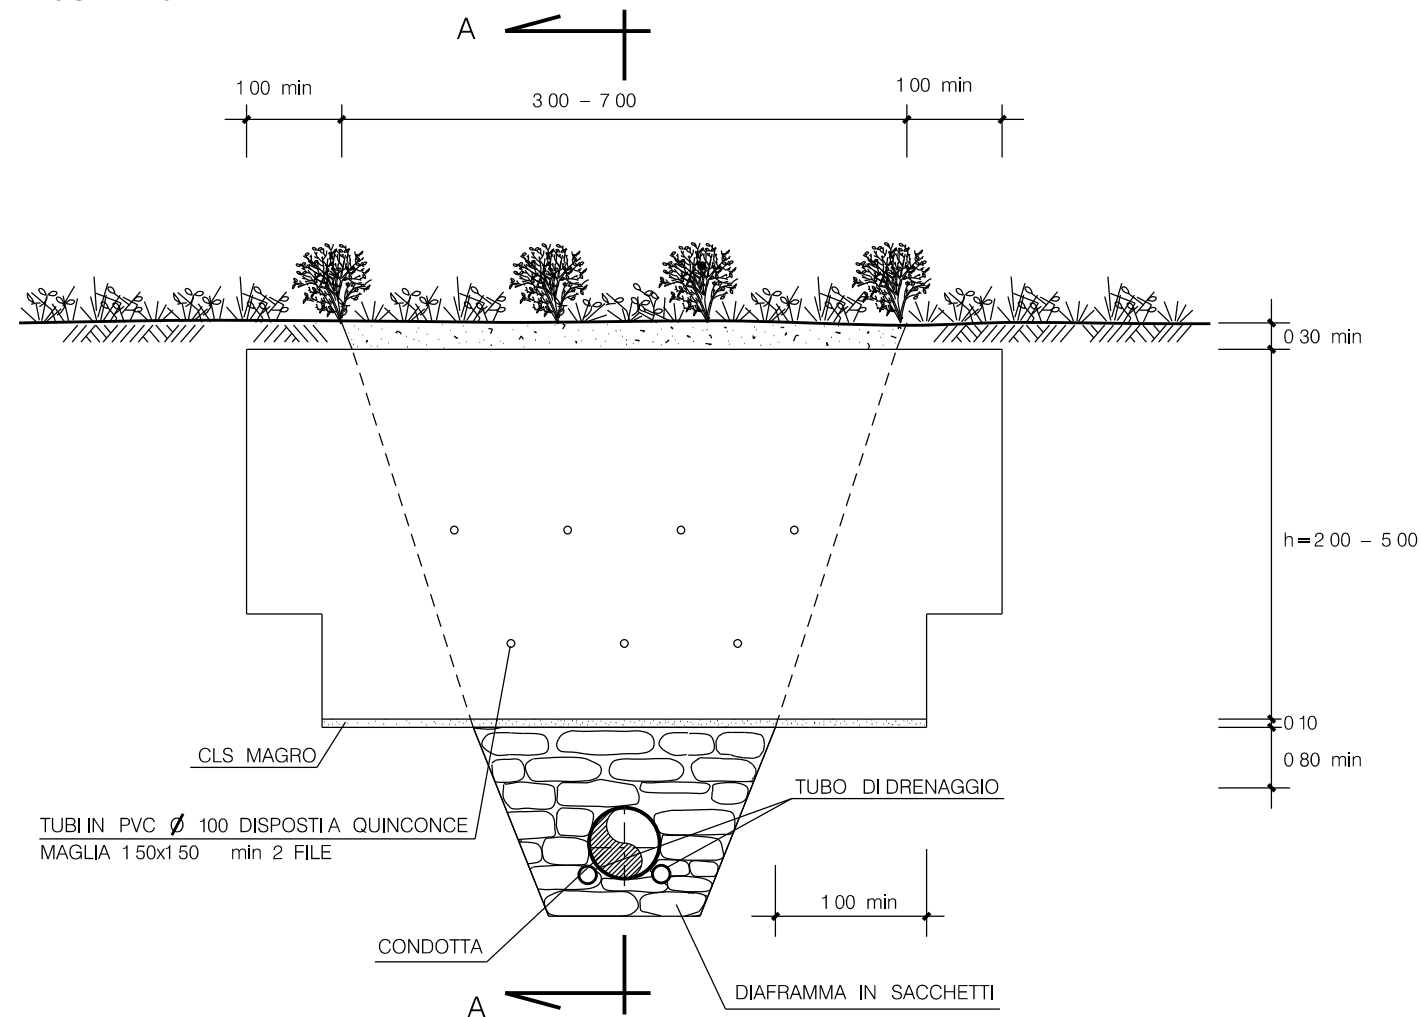 A
1 00 min
3 00 – 7 00
1 00 min
0 30 min
h=2 00 – 5 00
0 10
0 80 min
CLS MAGRO
TUBI IN PVC Ø 100 DISPOSTI A QUINCONCE
MAGLIA 1 50x1 50 min 2 FILE
TUBO DI DRENAGGIO
1 00 min
CONDOTTA
DIAFRAMMA IN SACCHETTI
A